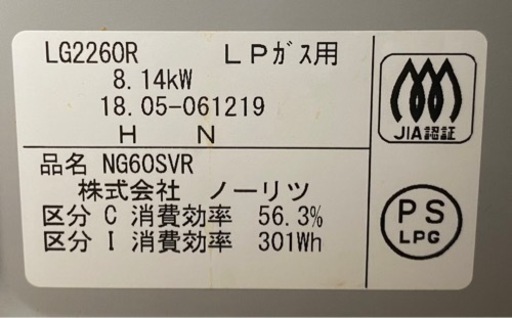 LG2260R LPガス用
8.14kW
18.05-061219
H N
JIA認証
品名 NG60SVR
株式会社 ノーリツ
区分 C 消費効率 56.3%
区分 I 消費効率 301Wh
PS
LPG